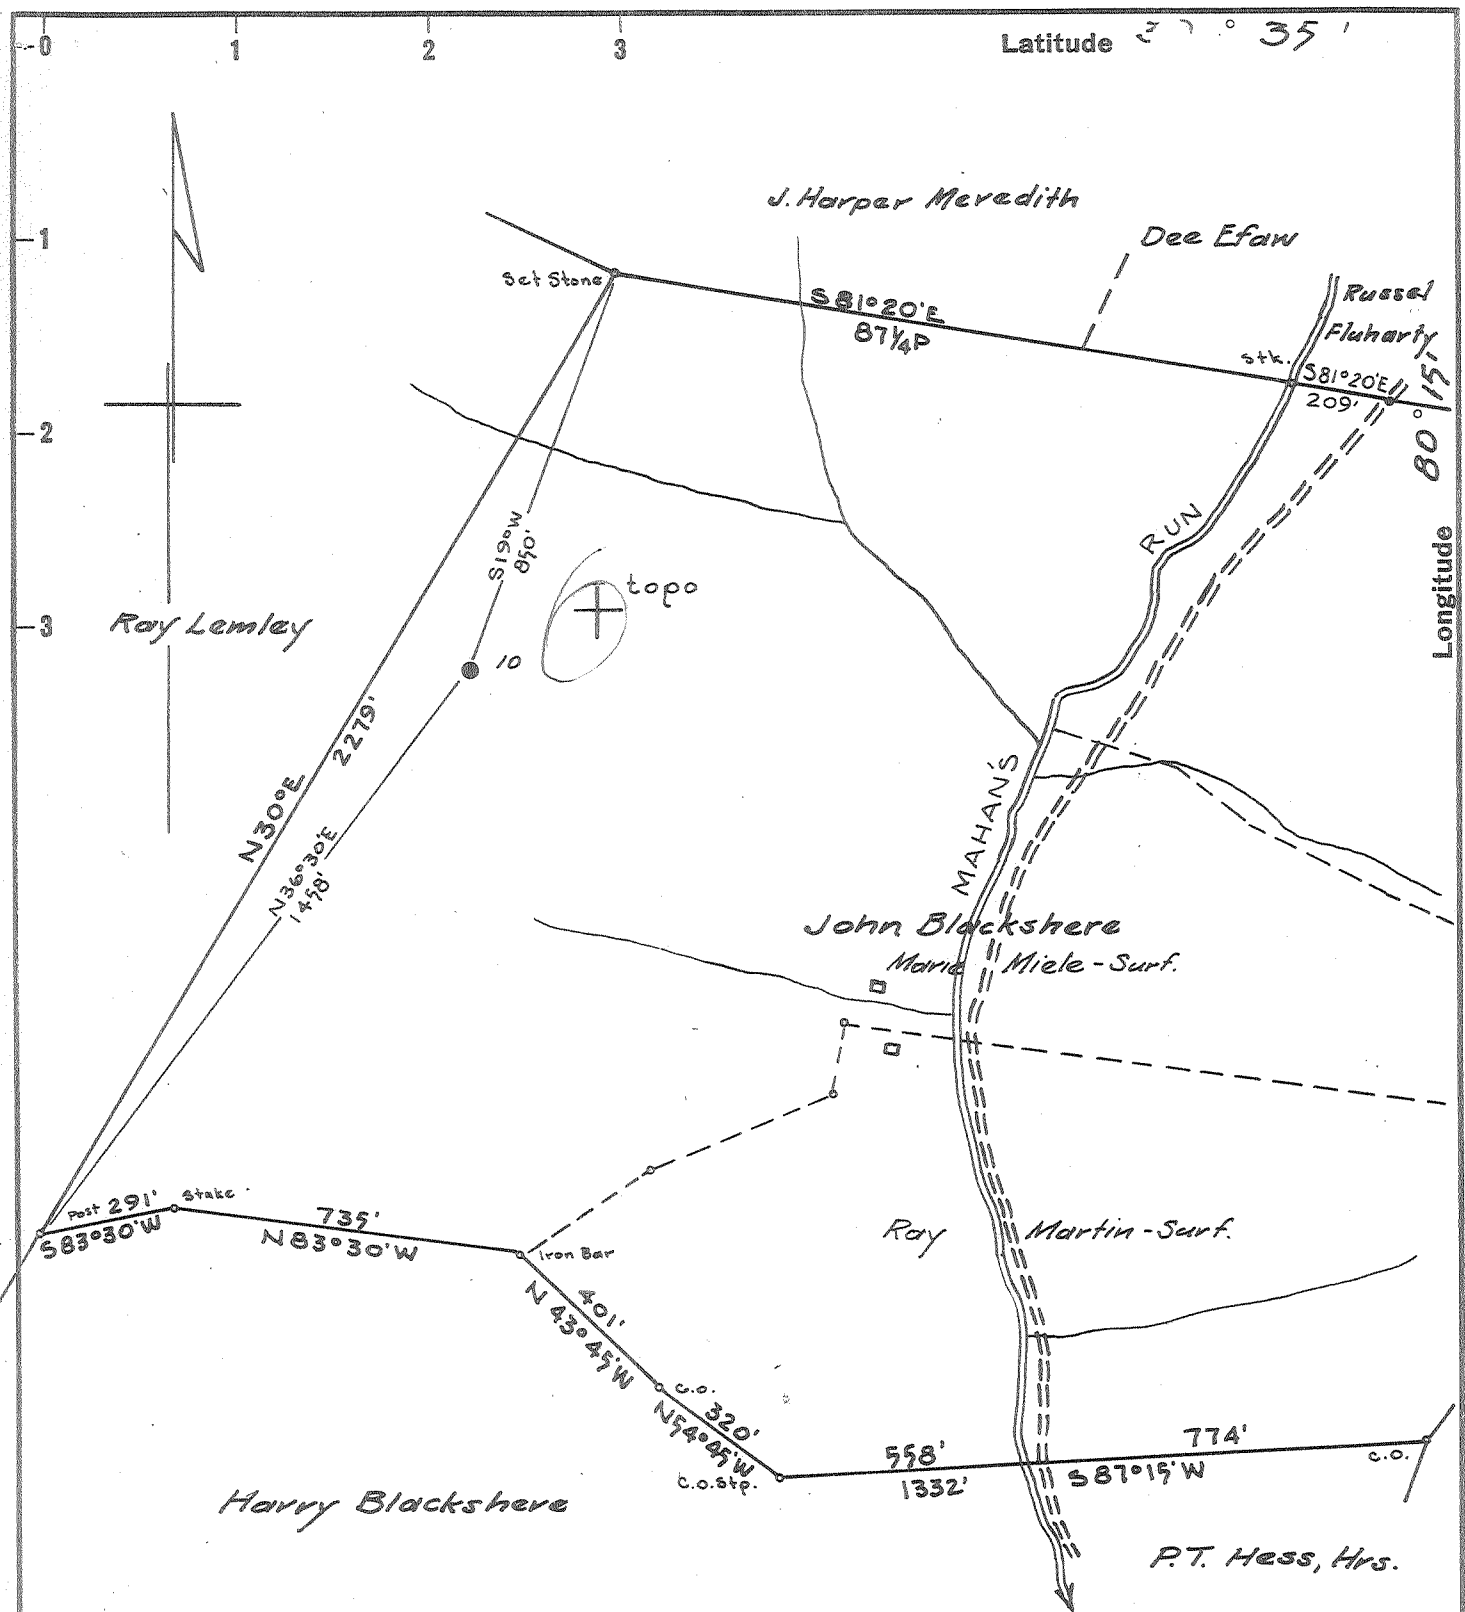 0 1 2 3
Latitude 35'
J. Harper Meredith
Dee Efaw
1
Set Stone
S81°20'E
87¼P
Russel
Fluharty
stk.
S81°20'E
209'
80° 15'
Longitude
2
RUN
S19°W
850'
topo
3
Ray Lemley
10
2279'
N30°E
N36°30'E
1458'
MAHAN'S
John Blackshere
Marie Miele-Surf.
Post 291' Stake
S83°30'W
735'
N83°30'W
Iron Bar
Ray Martin-Surf.
401'
N43°45'W
C.O.
320'
N54°45'W
C.O.Stp.
558'
1332'
774'
S87°15'W
C.O.
Harry Blackshere
P.T. Hess, Hrs.